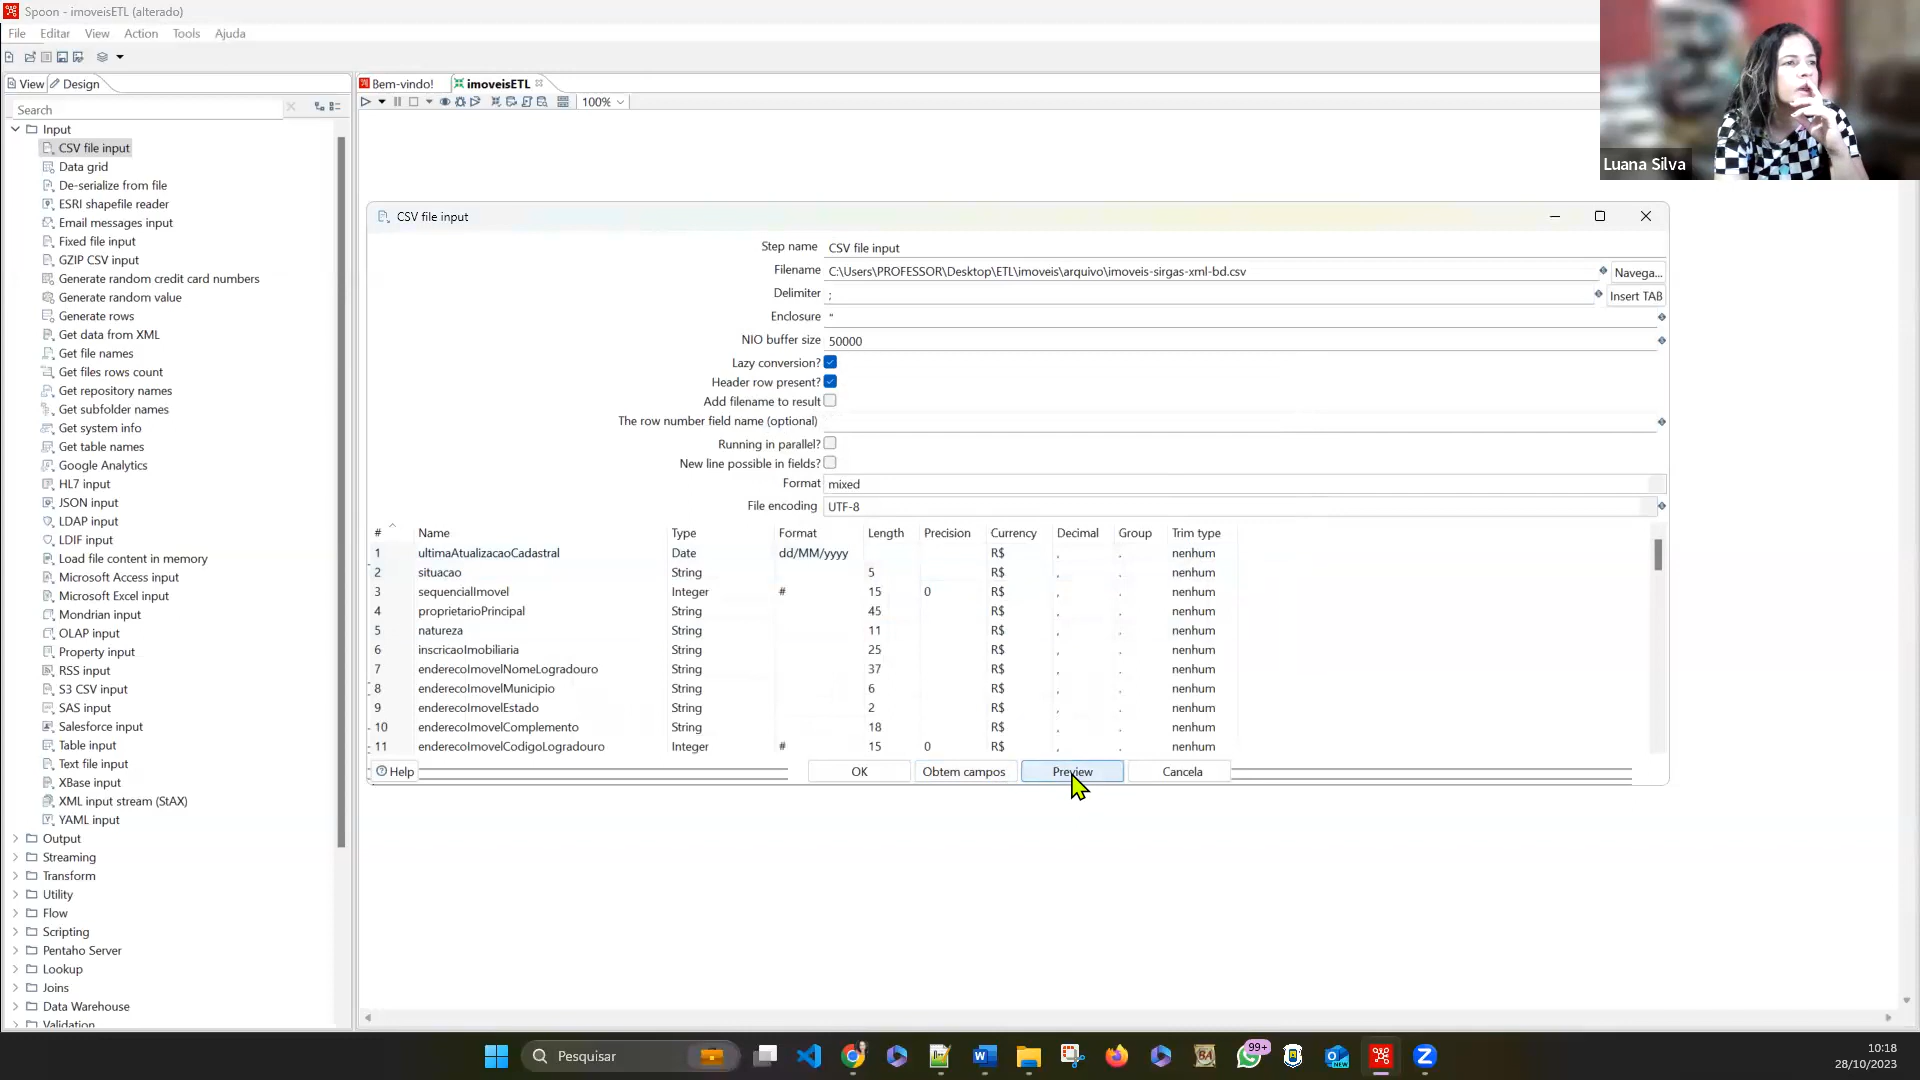 Spoon - imoveisETL (alterado)
File Editar View Action Tools Ajuda
View Design
Bem-vindo! imoveisETL
Search
100%
Input
CSV file input
Data grid
De-serialize from file
ESRI shapefile reader
Email messages input
Fixed file input
GZIP CSV input
Generate random credit card numbers
Generate random value
Generate rows
Get data from XML
Get file names
Get files rows count
Get repository names
Get subfolder names
Get system info
Get table names
Google Analytics
HL7 input
JSON input
LDAP input
LDIF input
Load file content in memory
Microsoft Access input
Microsoft Excel input
Mondrian input
OLAP input
Property input
RSS input
S3 CSV input
SAS input
Salesforce input
Table input
Text file input
XBase input
XML input stream (StAX)
YAML input
Output
Streaming
Transform
Utility
Flow
Scripting
Pentaho Server
Lookup
Joins
Data Warehouse
Validation
Luana Silva
CSV file input
Step name CSV file input
Filename C:\Users\PROFESSOR\Desktop\ETL\imoveis\arquivo\imoveis-sirgas-xml-bd.csv Navega...
Delimiter ; Insert TAB
Enclosure "
NIO buffer size 50000
Lazy conversion?
Header row present?
Add filename to result
The row number field name (optional)
Running in parallel?
New line possible in fields?
Format mixed
File encoding UTF-8
# Name Type Format Length Precision Currency Decimal Group Trim type
1 ultimaAtualizacaoCadastral Date dd/MM/yyyy R$ , . nenhum
2 situacao String 5 R$ , . nenhum
3 sequencialImovel Integer # 15 0 R$ , . nenhum
4 proprietarioPrincipal String 45 R$ , . nenhum
5 natureza String 11 R$ , . nenhum
6 inscricaoImobiliaria String 25 R$ , . nenhum
7 enderecoImovelNomeLogradouro String 37 R$ , . nenhum
8 enderecoImovelMunicipio String 6 R$ , . nenhum
9 enderecoImovelEstado String 2 R$ , . nenhum
10 enderecoImovelComplemento String 18 R$ , . nenhum
11 enderecoImovelCodigoLogradouro Integer # 15 0 R$ , . nenhum
Help OK Obtem campos Preview Cancela
Pesquisar
99+
10:18
28/10/2023